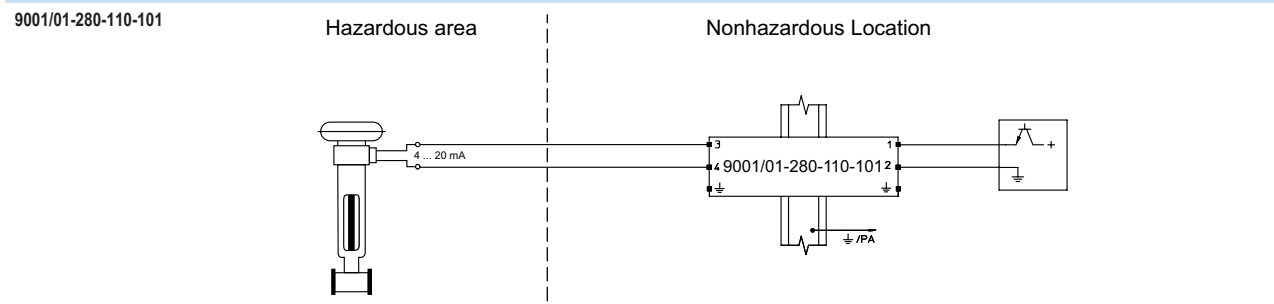 9001/01-280-110-101
Hazardous area
Nonhazardous Location
4 ... 20 mA
3
1
4
9001/01-280-110-101
2
+
/PA